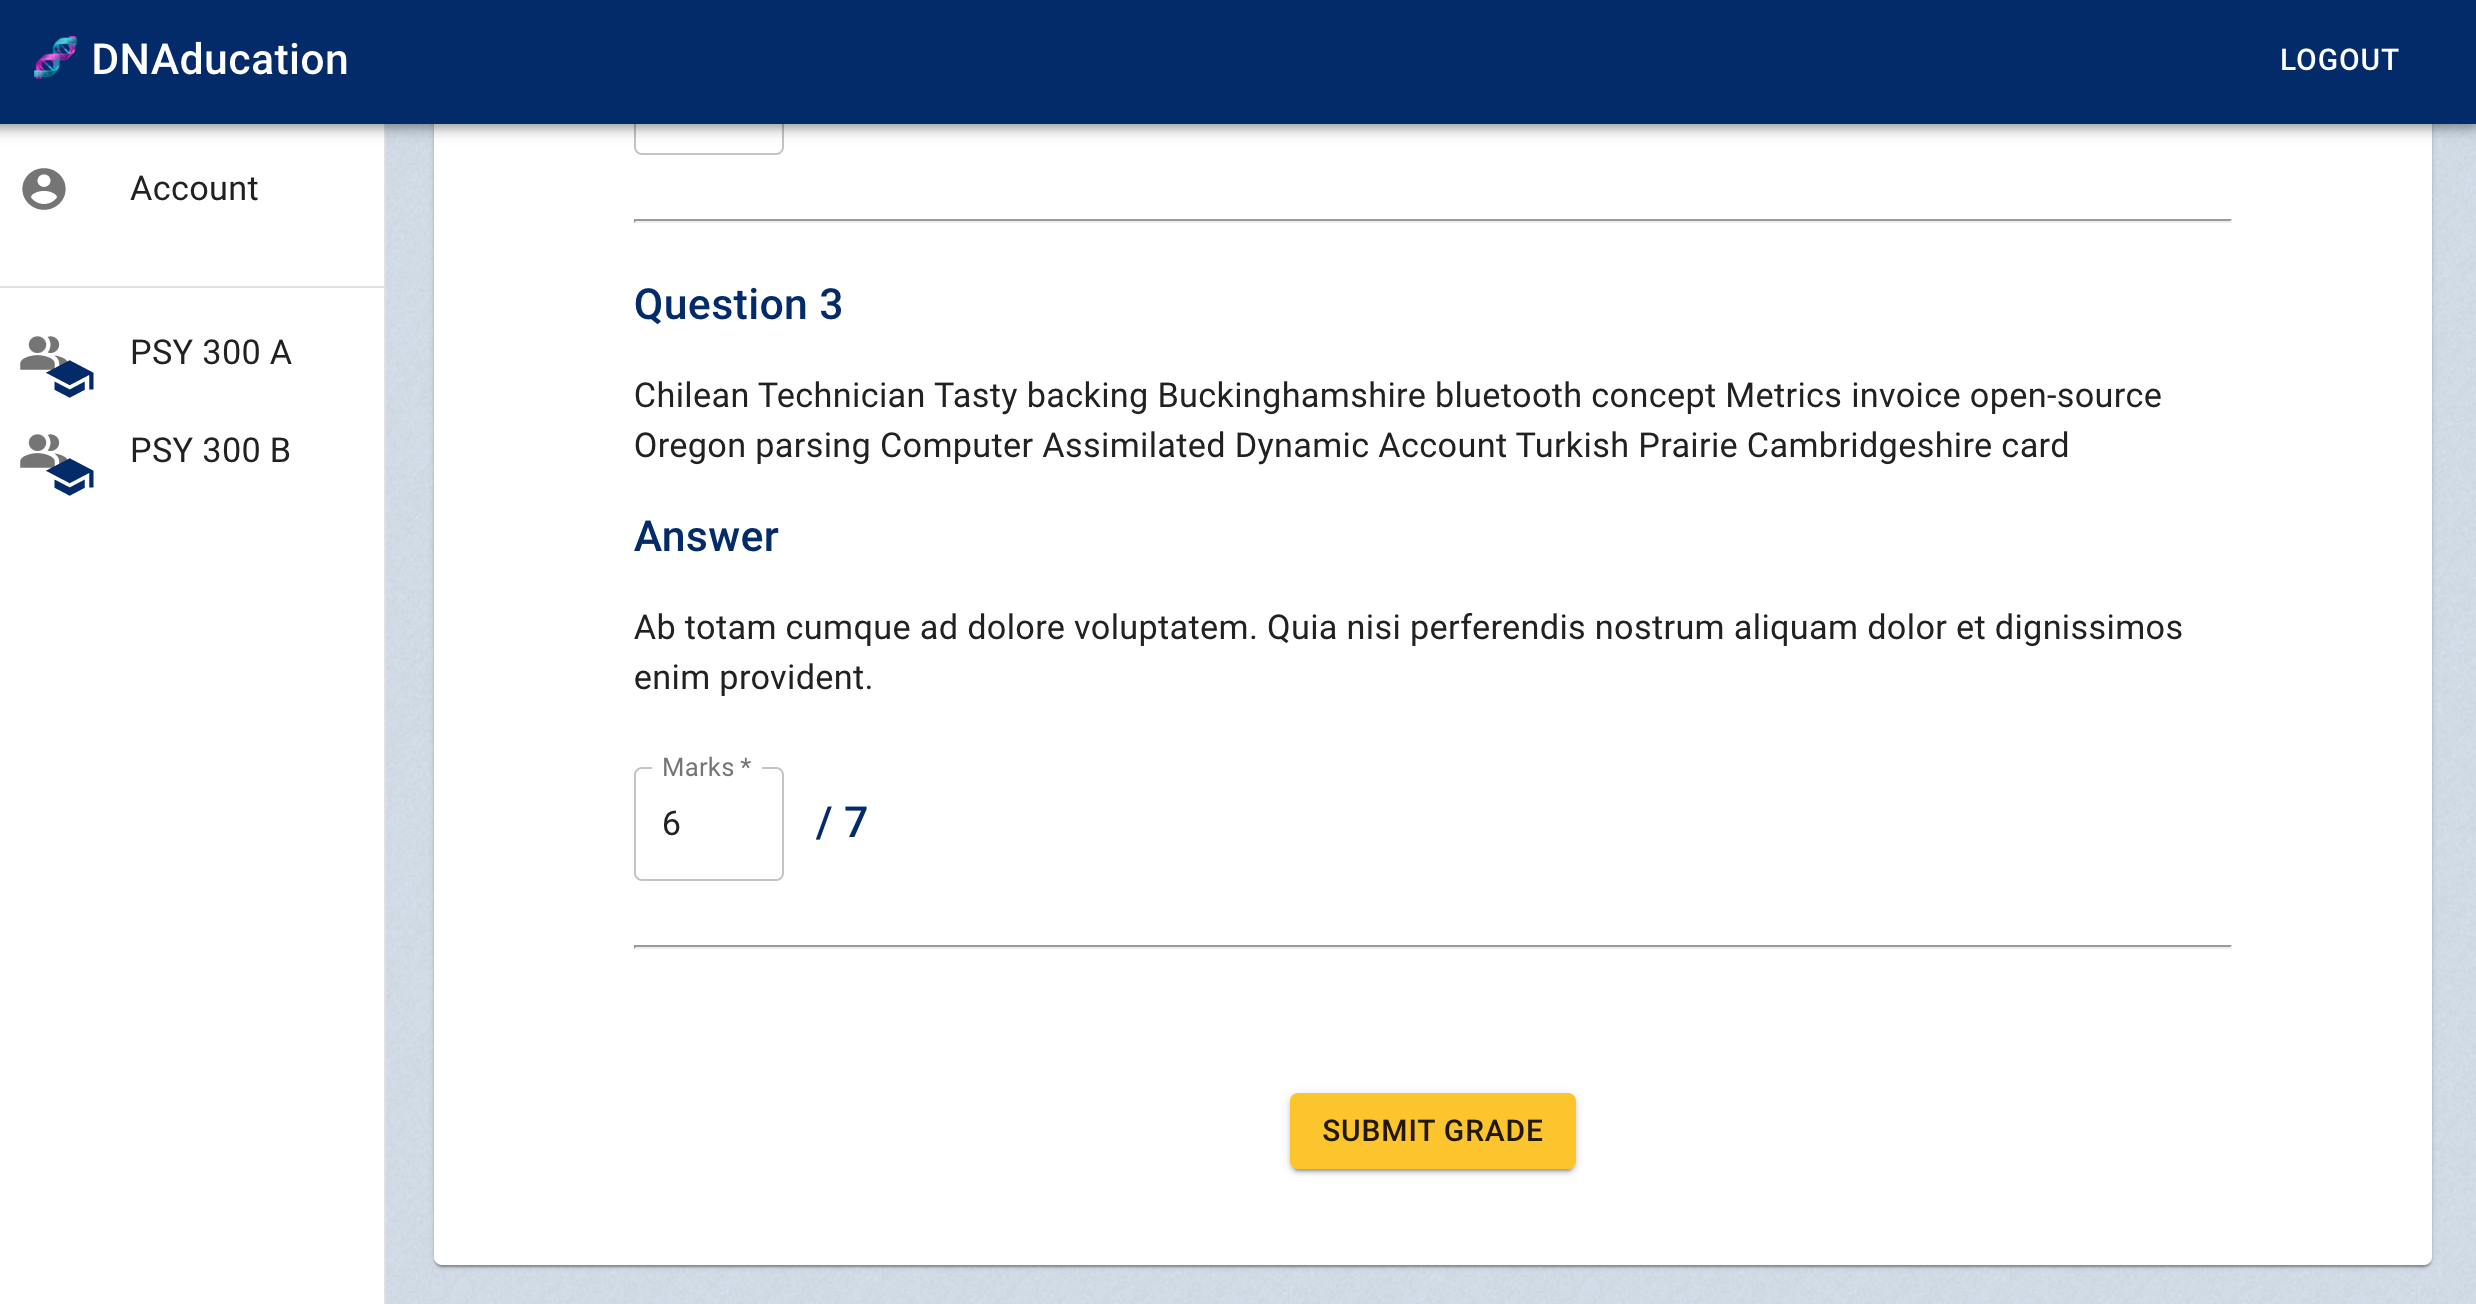 DNAducation
LOGOUT
Account
PSY 300 A
PSY 300 B
Question 3
Chilean Technician Tasty backing Buckinghamshire bluetooth concept Metrics invoice open-source
Oregon parsing Computer Assimilated Dynamic Account Turkish Prairie Cambridgeshire card
Answer
Ab totam cumque ad dolore voluptatem. Quia nisi perferendis nostrum aliquam dolor et dignissimos
enim provident.
Marks *
6 / 7
SUBMIT GRADE